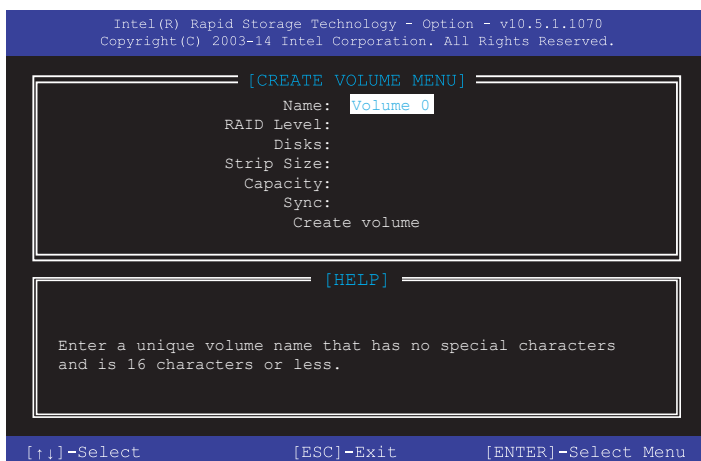 Intel(R) Rapid Storage Technology - Option - v10.5.1.1070
Copyright(C) 2003-14 Intel Corporation. All Rights Reserved.
[CREATE VOLUME MENU]
Name: Volume 0
RAID Level:
Disks:
Strip Size:
Capacity:
Sync:
Create volume
[HELP]
Enter a unique volume name that has no special characters
and is 16 characters or less.
[↑↓]-Select [ESC]-Exit [ENTER]-Select Menu